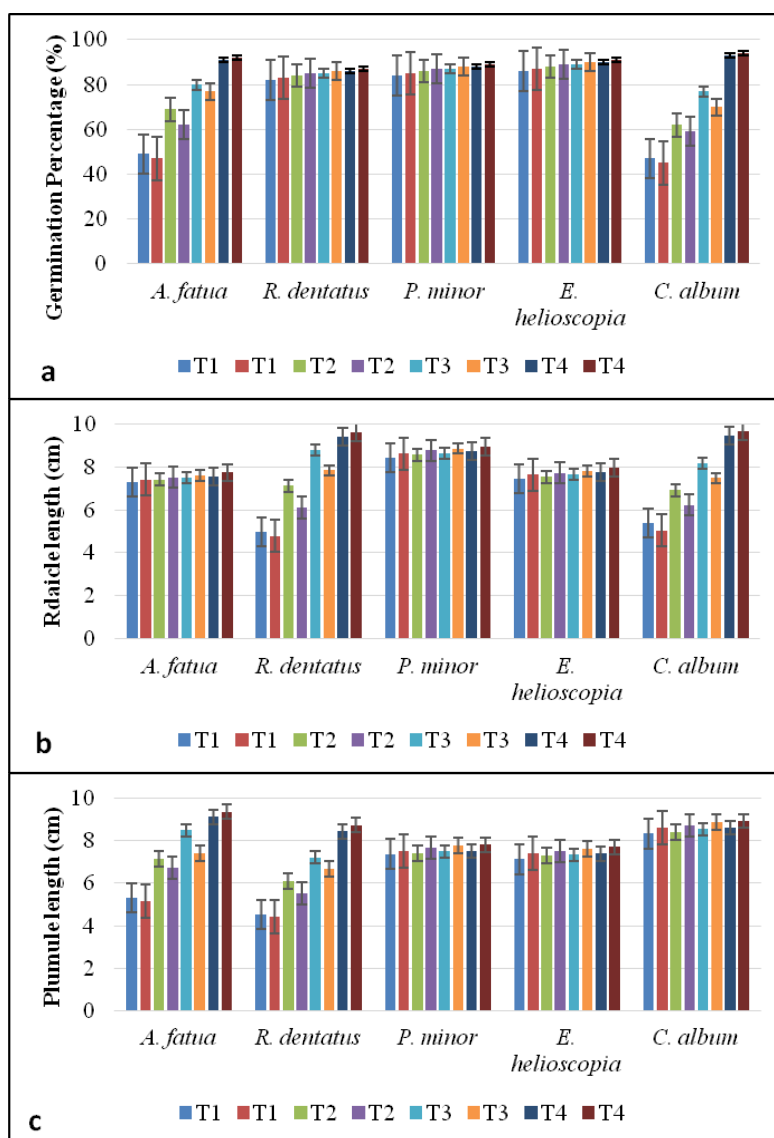 Germination Percentage (%)
100
80
60
40
20
0
A. fatua R. dentatus P. minor E. helioscopia C. album
a
T1 T1 T2 T2 T3 T3 T4 T4
Rdaicle length (cm)
10
8
6
4
2
0
A. fatua R. dentatus P. minor E. helioscopia C. album
b
T1 T1 T2 T2 T3 T3 T4 T4
Plumule length (cm)
10
8
6
4
2
0
A. fatua R. dentatus P. minor E. helioscopia C. album
c
T1 T1 T2 T2 T3 T3 T4 T4